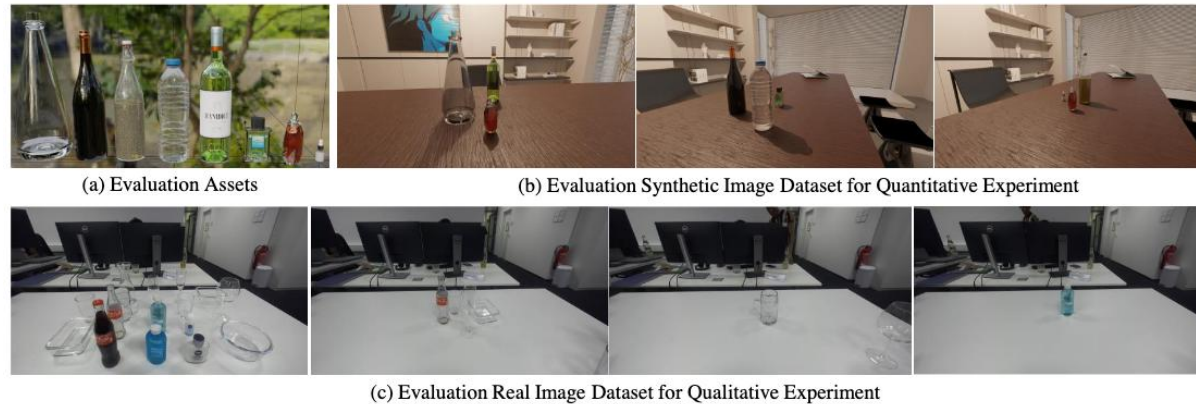 (a) Evaluation Assets
(b) Evaluation Synthetic Image Dataset for Quantitative Experiment
(c) Evaluation Real Image Dataset for Qualitative Experiment